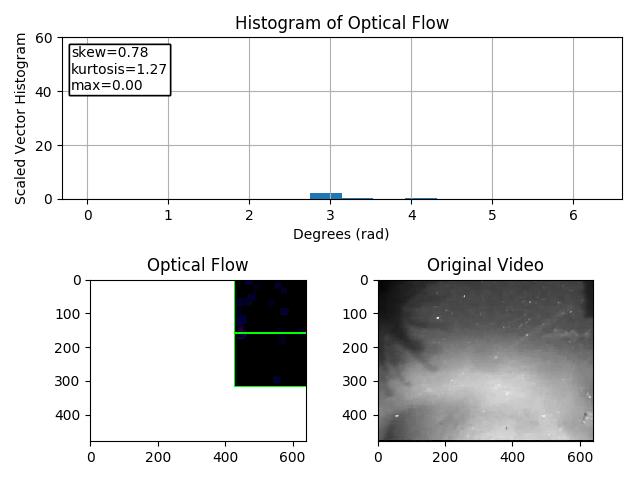 Histogram of Optical Flow
Scaled Vector Histogram
60
40
20
0
skew=0.78
kurtosis=1.27
max=0.00
0 1 2 3 4 5 6
Degrees (rad)
Optical Flow
0
100
200
300
400
0 200 400 600
Original Video
0
100
200
300
400
0 200 400 600